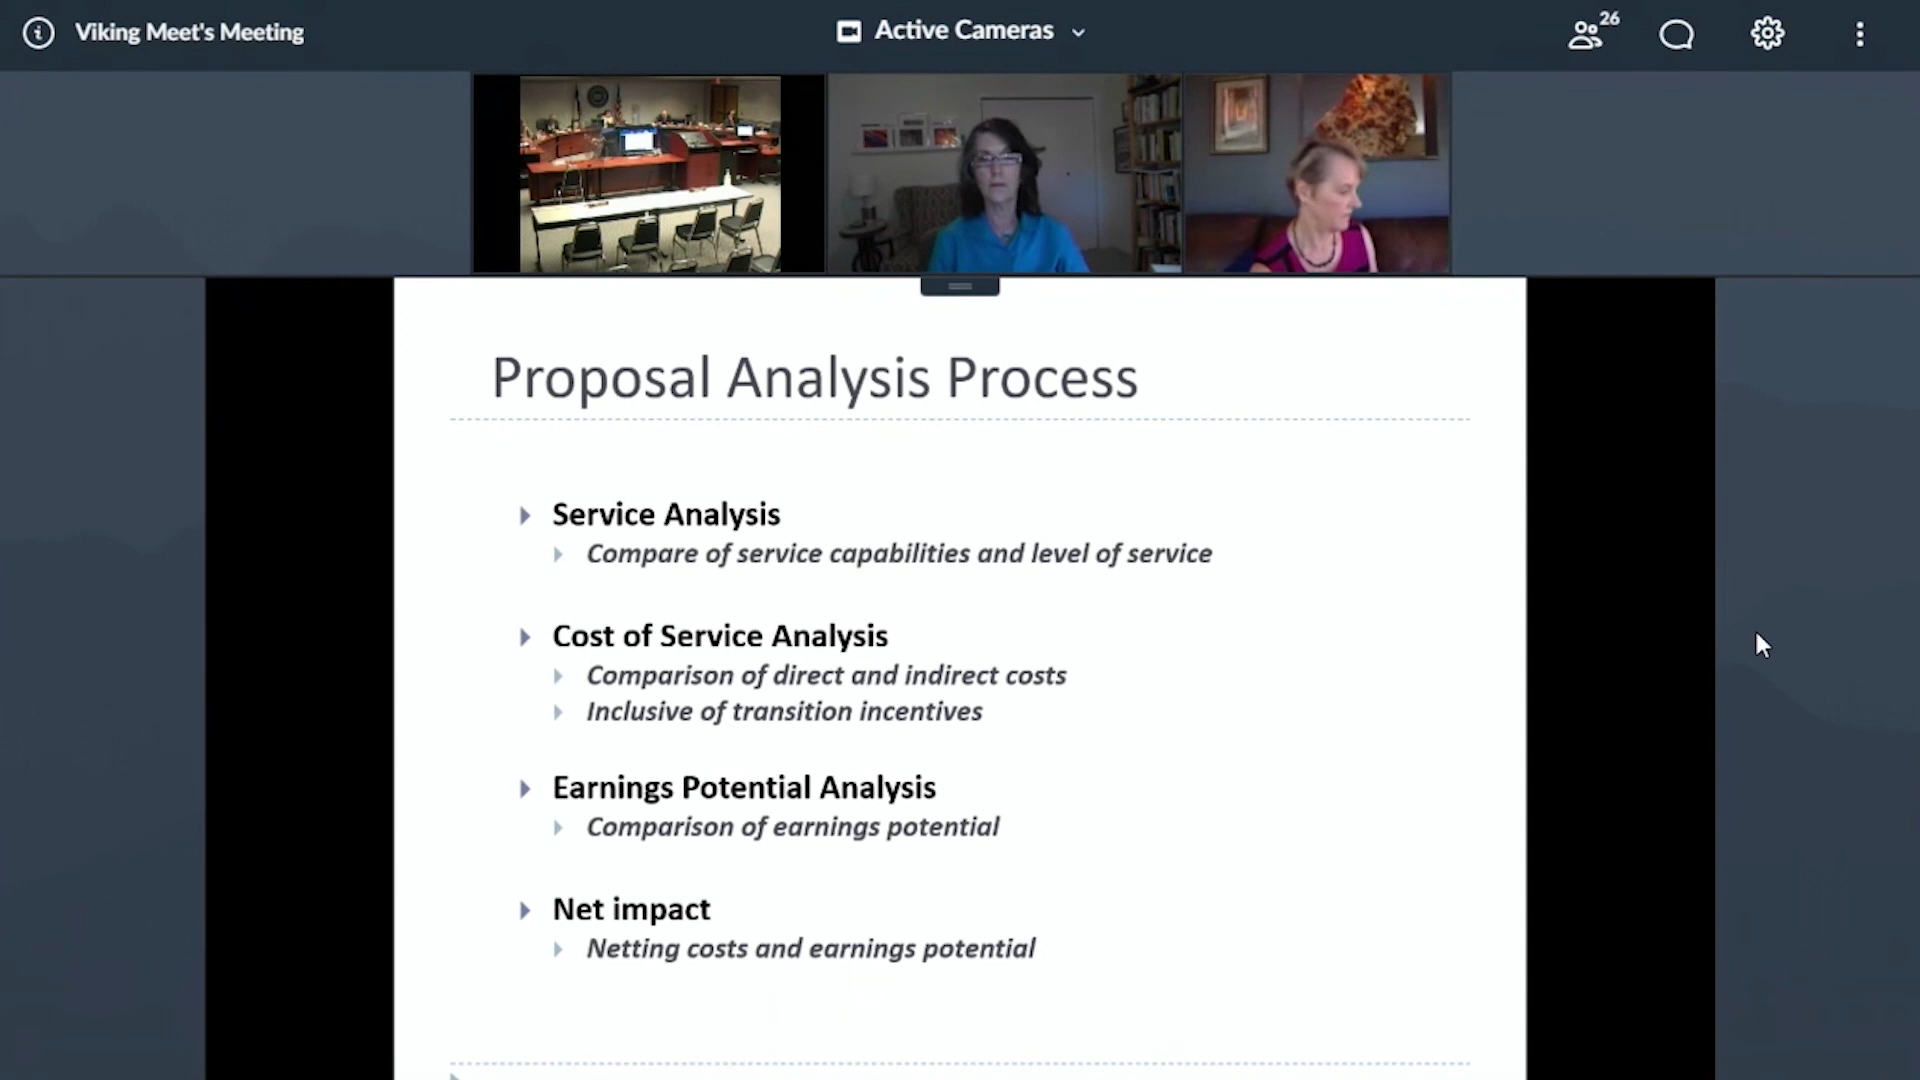 Viking Meet's Meeting
Active Cameras
26
Proposal Analysis Process
Service Analysis
Compare of service capabilities and level of service
Cost of Service Analysis
Comparison of direct and indirect costs
Inclusive of transition incentives
Earnings Potential Analysis
Comparison of earnings potential
Net impact
Netting costs and earnings potential